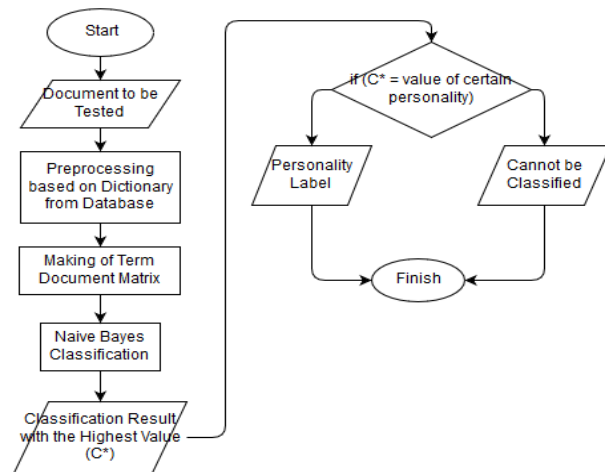 Start
Document to be
Tested
Preprocessing
based on Dictionary
from Database
Making of Term
Document Matrix
Naive Bayes
Classification
Classification Result
with the Highest Value
(C*)
if (C* = value of certain
personality)
Personality
Label
Cannot be
Classified
Finish